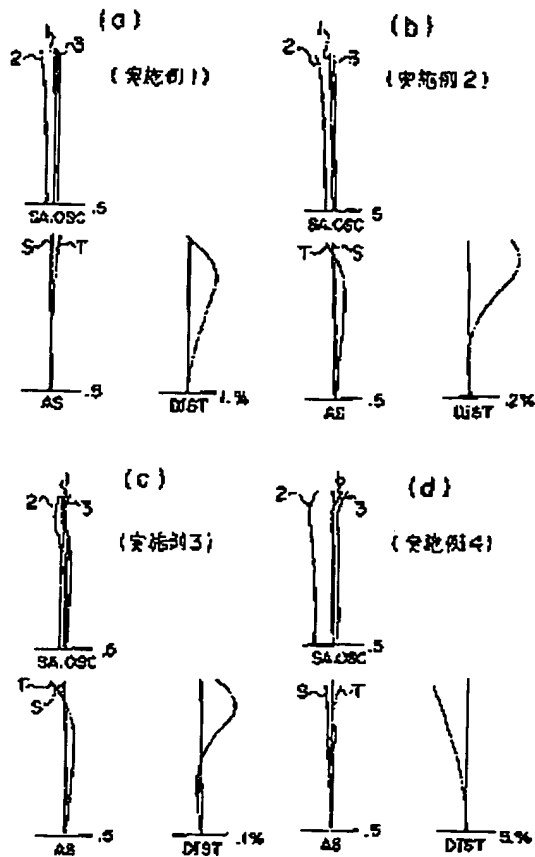 (a)
1
2 3
(実施例1)
SA.OSC .5
S T
AS .5
DIST 1.%
(b)
1
2 3
(実施例2)
SA.OSC 5
T S
AS .5
DIST .2%
(c)
1
2 3
(実施例3)
SA.OSC .5
T
S
AS .5
DIST .1%
(d)
2 3
(実施例4)
SA.OSC .5
S T
AS .5
DIST 5.%